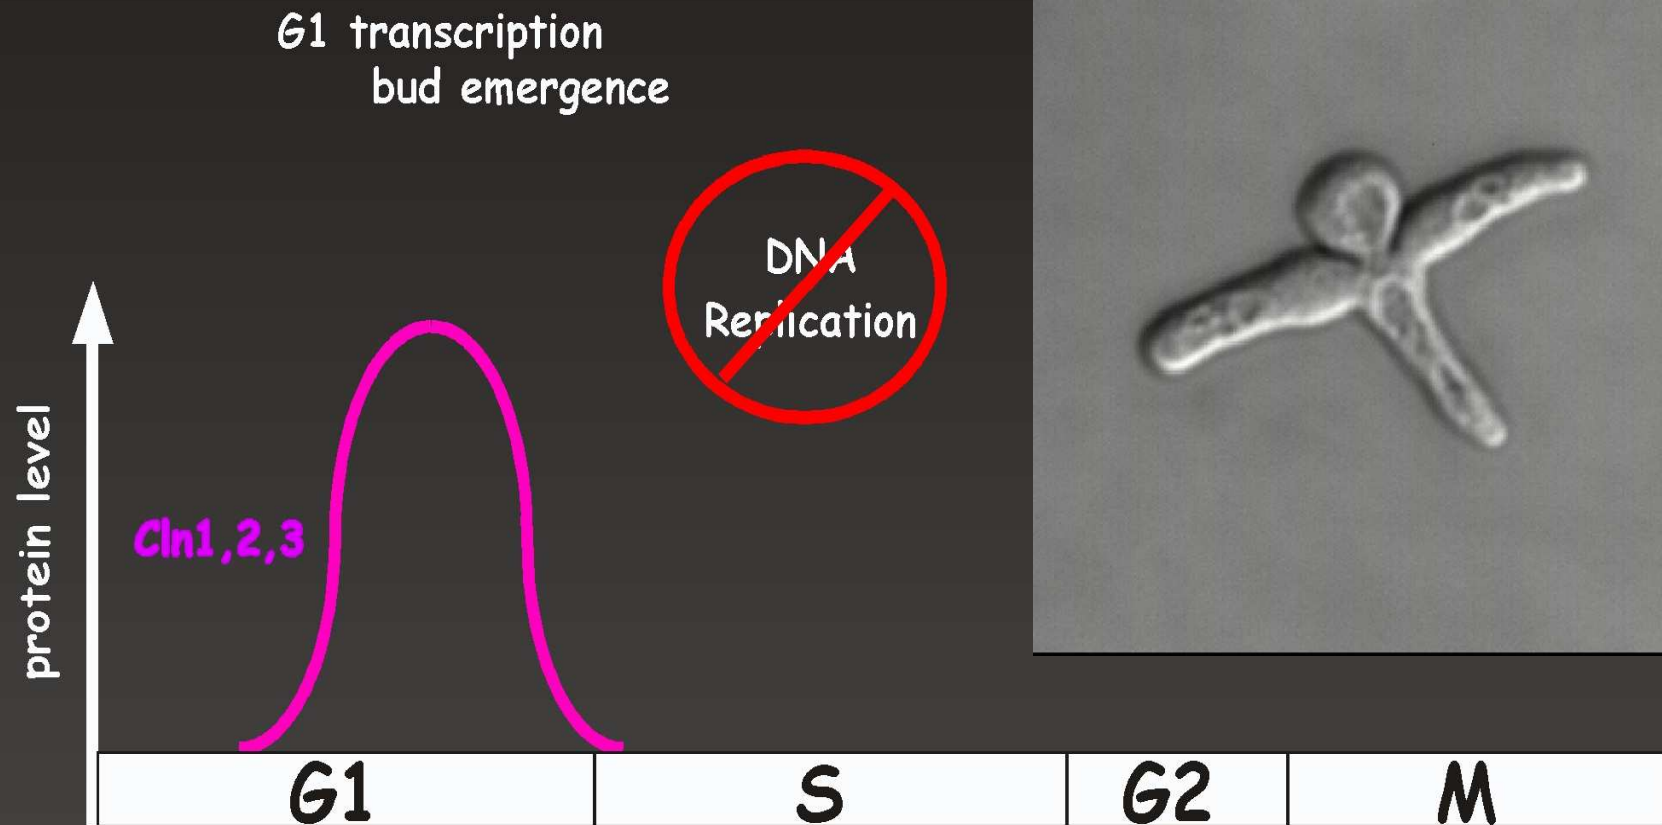 G1 transcription
bud emergence
DNA
Replication
protein level
Cln1,2,3
G1 S G2 M